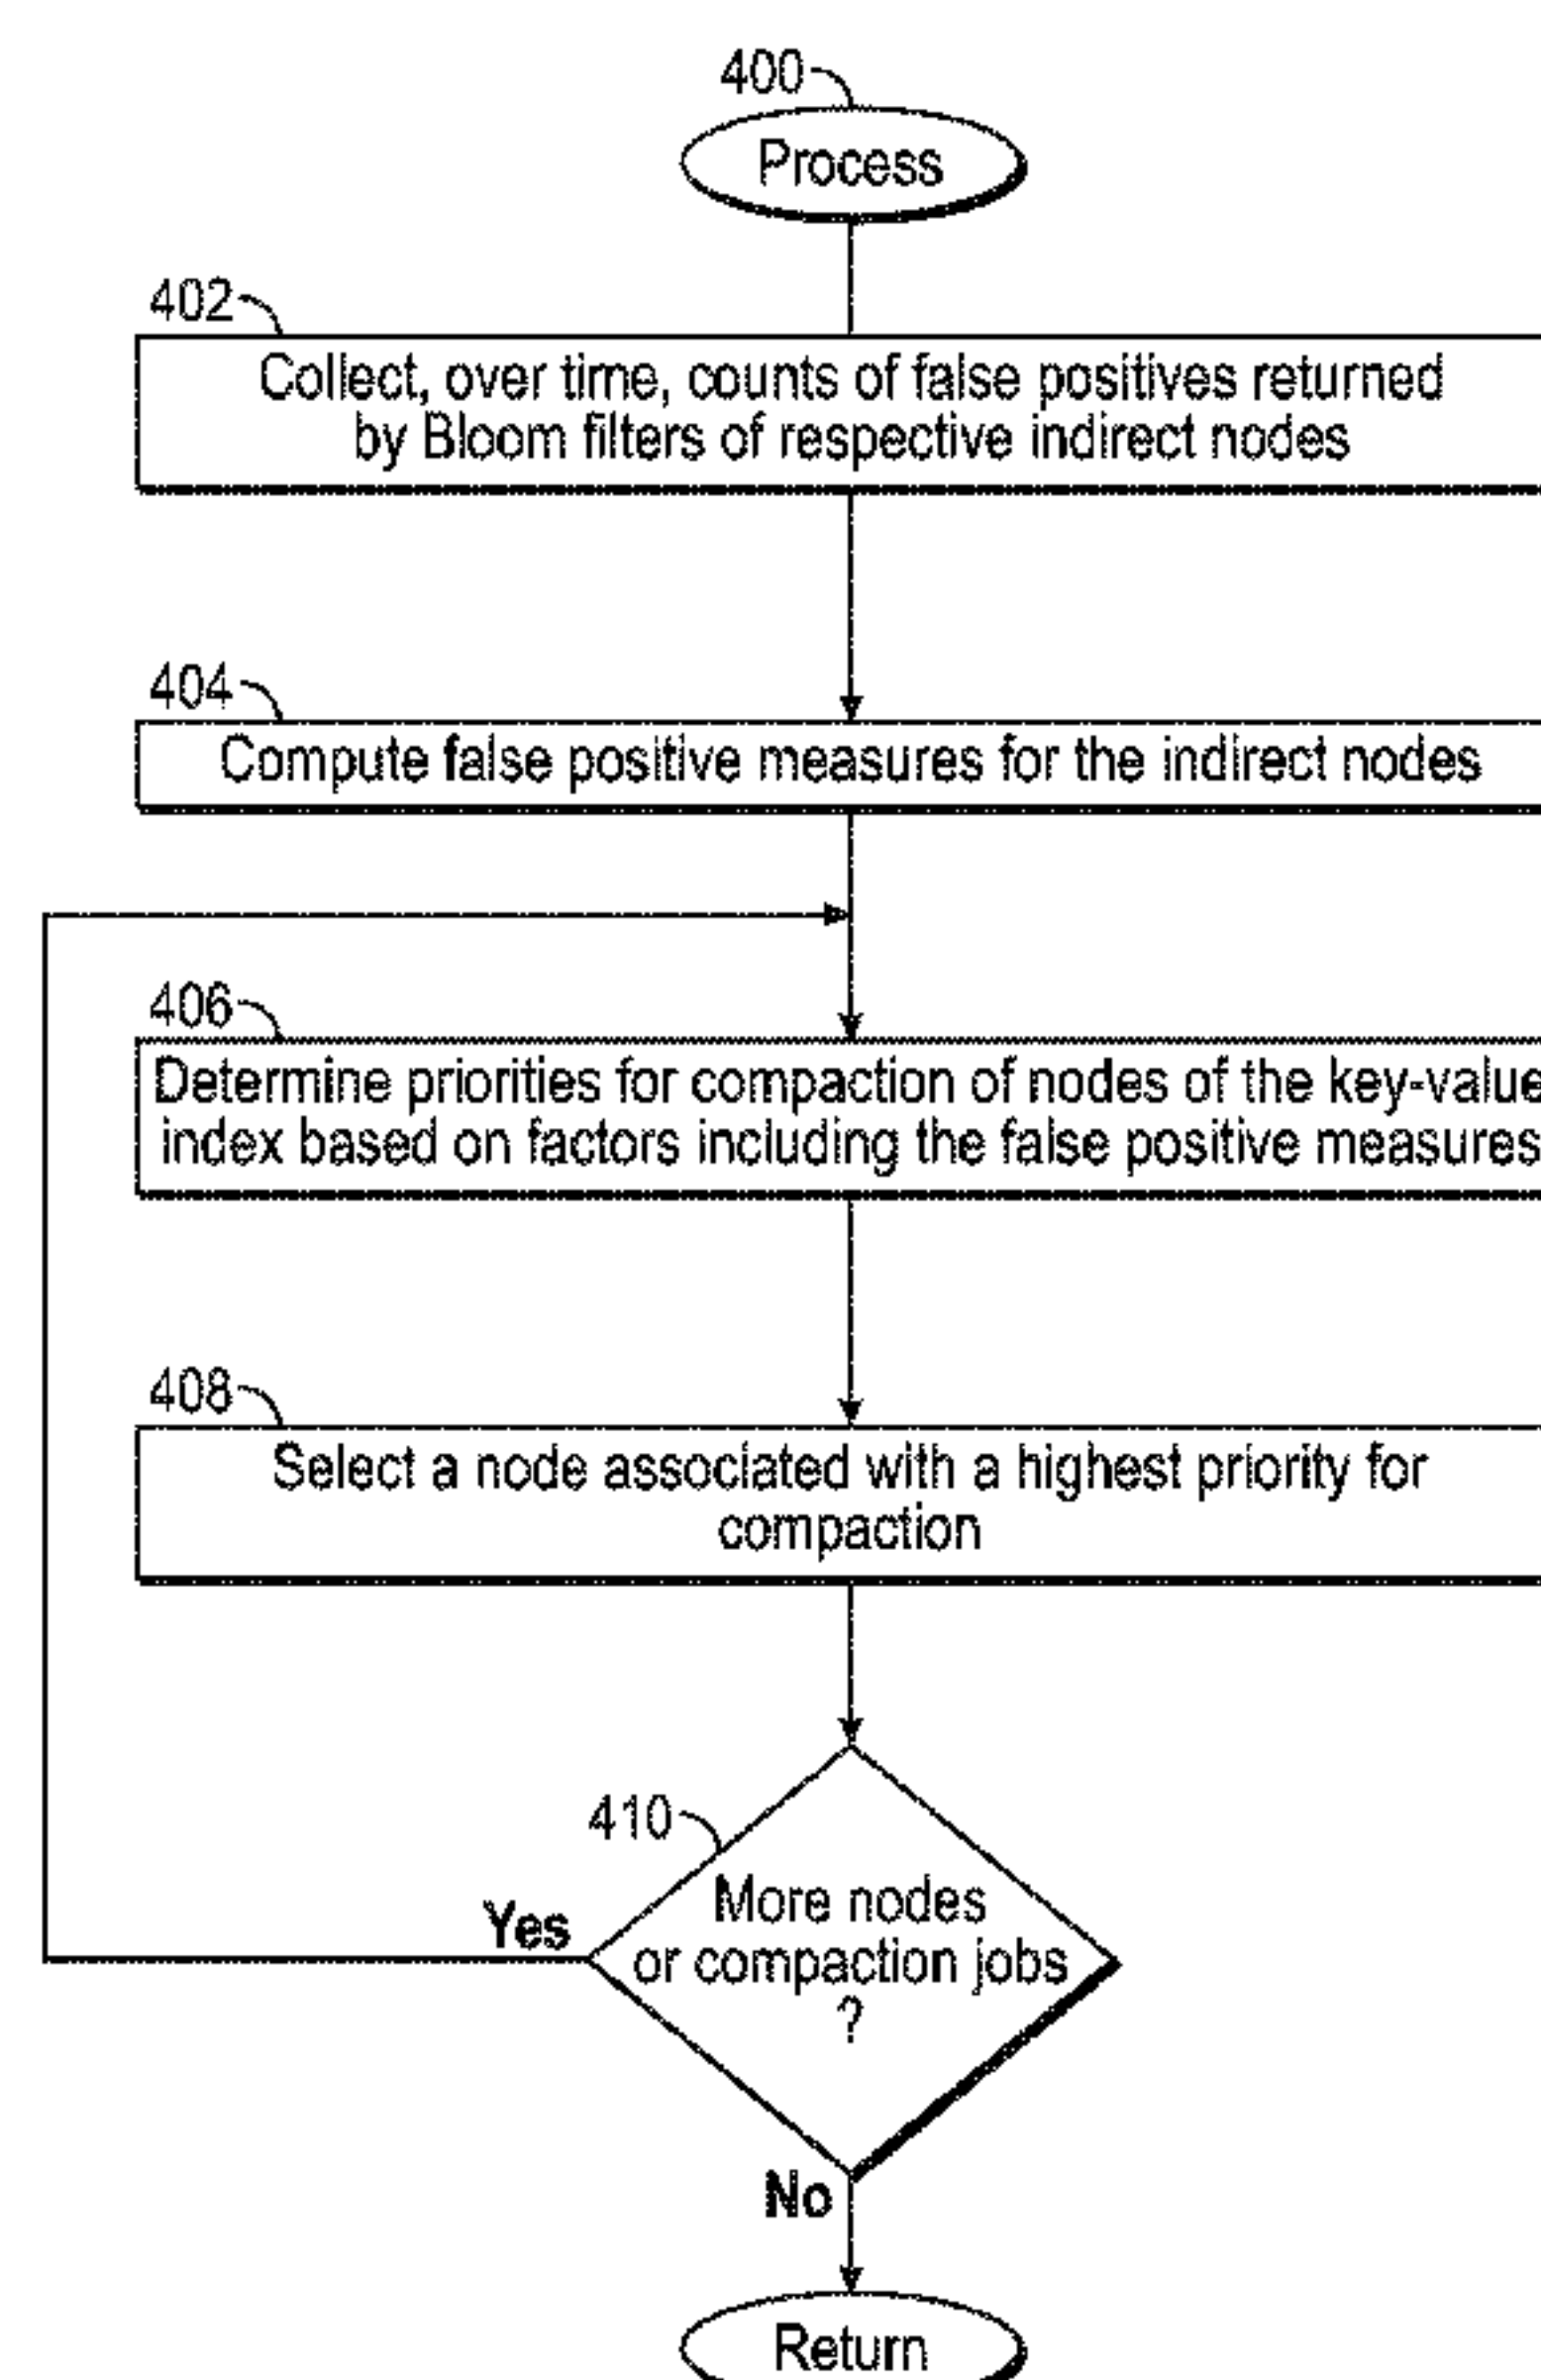 400
Process
402
Collect, over time, counts of false positives returned
by Bloom filters of respective indirect nodes
404
Compute false positive measures for the indirect nodes
406
Determine priorities for compaction of nodes of the key-value
index based on factors including the false positive measures
408
Select a node associated with a highest priority for
compaction
410
More nodes
or compaction jobs
?
Yes
No
Return